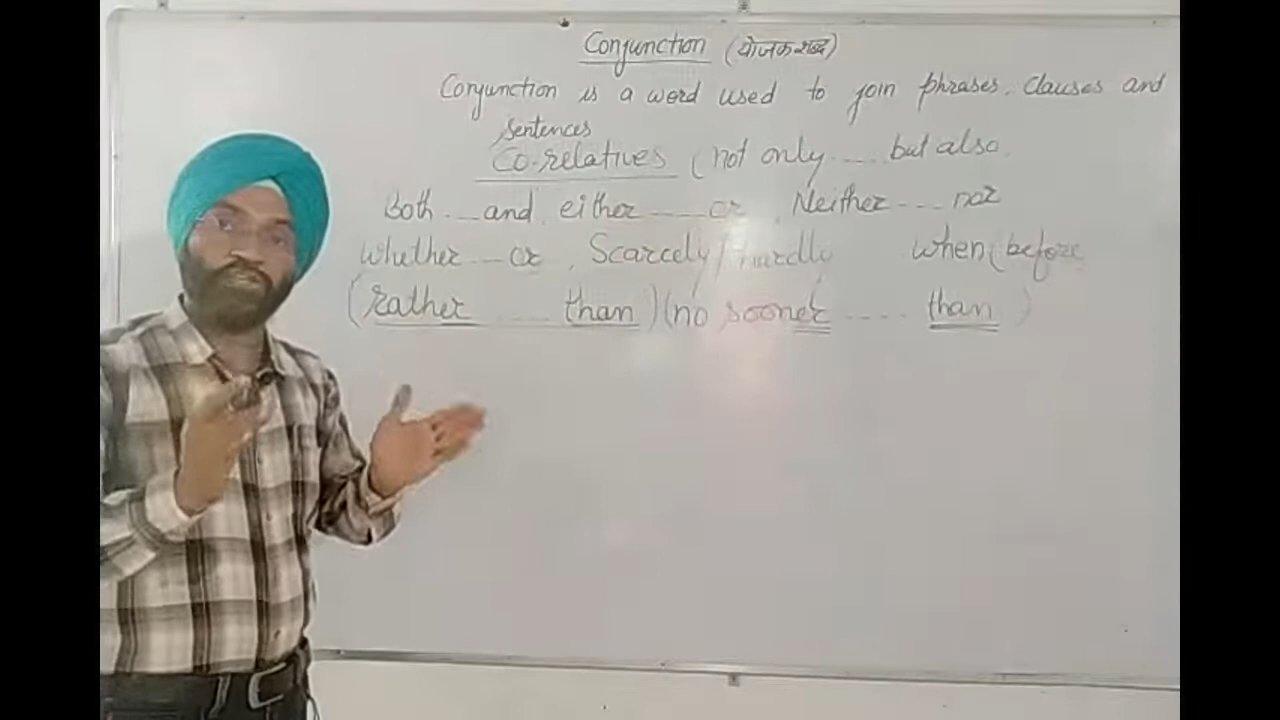 Conjunction (योजक शब्द)
Conjunction is a word used to join phrases, clauses and
sentences
Co-relatives (not only .... but also.
Both ... and, either ..... or, Neither .... nor
Whether ... or, Scarcely/hardly when (before
(rather .... than) (no sooner .... than)